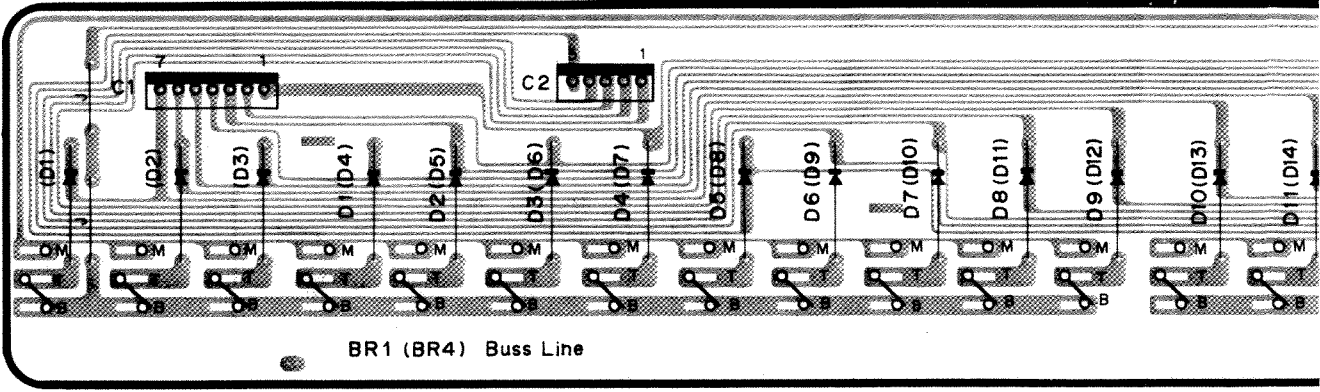 7 1 1
C1 C2
J
(D1) (D2) (D3) D1(D4) D2(D5) D3(D6) D4(D7) D5(D8) D6(D9) D7(D10) D8(D11) D9(D12) D10(D13) D11(D14)
J
M M M M M M M M M M M M M M
T T T T T T T T T T T T T T
B B B B B B B B B B B B B B
BR1 (BR4) Buss Line